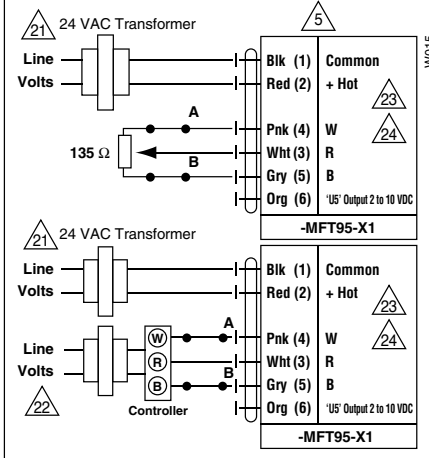 21 24 VAC Transformer
5
W015
Line
Volts
Blk (1) Common
Red (2) + Hot
23
A
Pnk (4) W
24
135 Ω
Wht (3) R
B
Gry (5) B
Org (6) 'U5' Output 2 to 10 VDC
-MFT95-X1
21 24 VAC Transformer
Line
Volts
Blk (1) Common
Red (2) + Hot
23
A
W
Pnk (4) W
24
Line
Volts
R
Wht (3) R
B
B
Gry (5) B
22
Controller
Org (6) 'U5' Output 2 to 10 VDC
-MFT95-X1